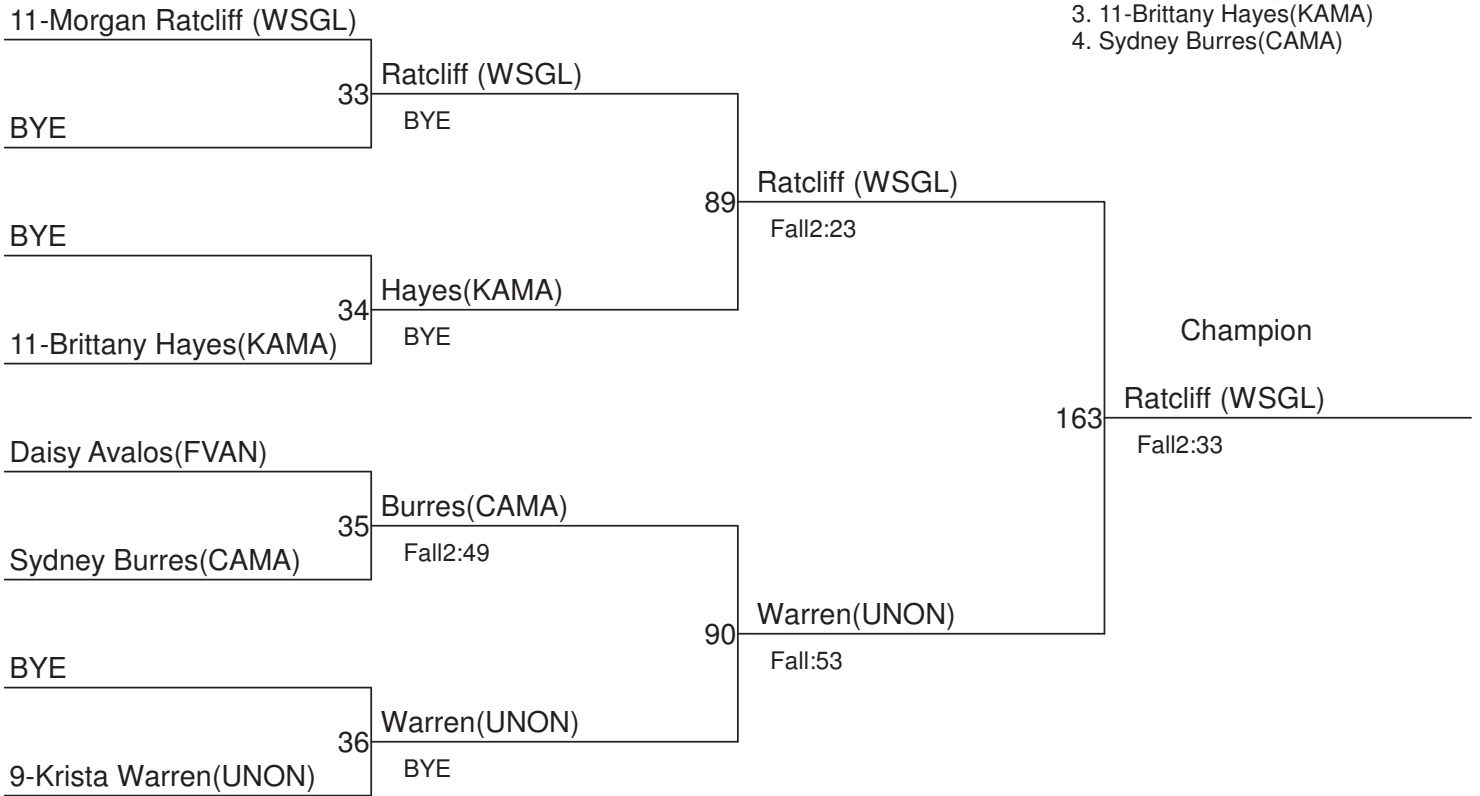 11-Morgan Ratcliff (WSGL)
3. 11-Brittany Hayes(KAMA)
4. Sydney Burres(CAMA)
33
Ratcliff (WSGL)
BYE
BYE
89
Ratcliff (WSGL)
Fall2:23
BYE
34
Hayes(KAMA)
BYE
11-Brittany Hayes(KAMA)
Champion
163
Ratcliff (WSGL)
Fall2:33
Daisy Avalos(FVAN)
35
Burres(CAMA)
Fall2:49
Sydney Burres(CAMA)
90
Warren(UNON)
Fall:53
BYE
36
Warren(UNON)
BYE
9-Krista Warren(UNON)